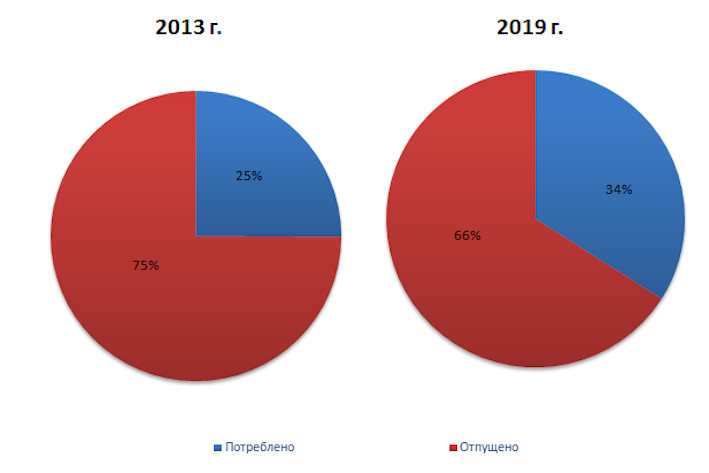 2013 г.
2019 г.
25%
75%
34%
66%
Потреблено
Отпущено